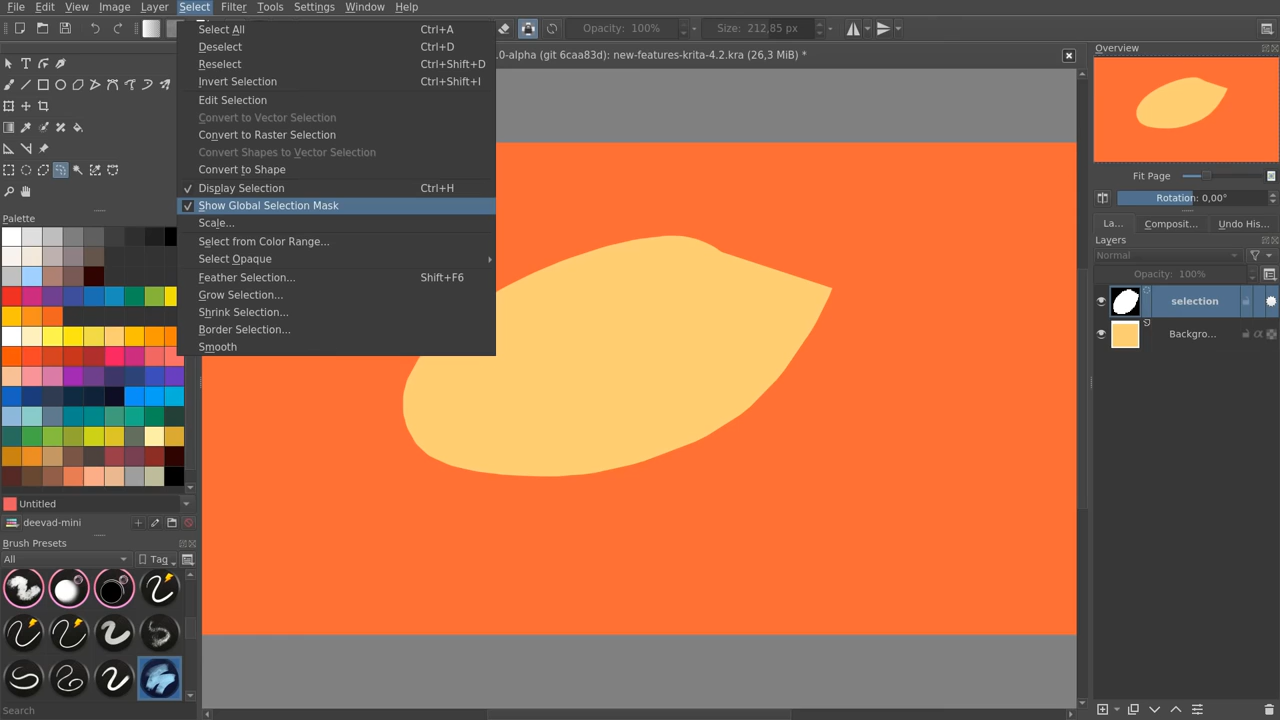 File Edit View Image Layer Select Filter Tools Settings Window Help
Opacity: 100% Size: 212,85 px
.0-alpha (git 6caa83d): new-features-krita-4.2.kra (26,3 MiB) *
Select All Ctrl+A
Deselect Ctrl+D
Reselect Ctrl+Shift+D
Invert Selection Ctrl+Shift+I
Edit Selection
Convert to Vector Selection
Convert to Raster Selection
Convert Shapes to Vector Selection
Convert to Shape
Display Selection Ctrl+H
Show Global Selection Mask
Scale...
Select from Color Range...
Select Opaque
Feather Selection... Shift+F6
Grow Selection...
Shrink Selection...
Border Selection...
Smooth
Palette
Untitled
deevad-mini
Brush Presets
All Tag
Search
Overview
Fit Page
Rotation: 0,00°
La... Composit... Undo His...
Layers
Normal
Opacity: 100%
selection
Backgro...